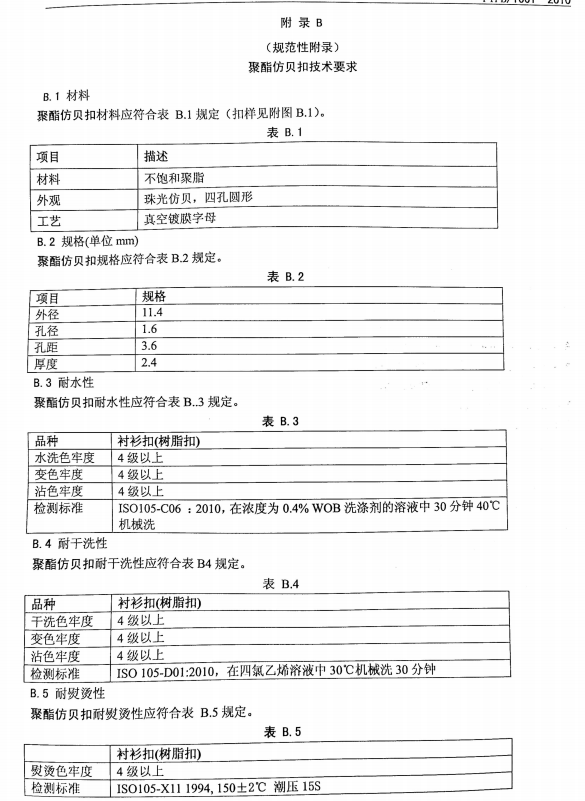 附 录 B
（规范性附录）
聚酯仿贝扣技术要求
B.1 材料
聚酯仿贝扣材料应符合表 B.1 规定（扣样见附图 B.1）。
表 B.1
项目 描述
材料 不饱和聚脂
外观 珠光仿贝，四孔圆形
工艺 真空镀膜字母
B.2 规格(单位 mm)
聚酯仿贝扣规格应符合表 B.2 规定。
表 B.2
项目 规格
外径 11.4
孔径 1.6
孔距 3.6
厚度 2.4
B.3 耐水性
聚酯仿贝扣耐水性应符合表 B..3 规定。
表 B.3
品种 衬衫扣(树脂扣)
水洗色牢度 4 级以上
变色牢度 4 级以上
沾色牢度 4 级以上
检测标准 ISO105-C06 ：2010，在浓度为 0.4% WOB 洗涤剂的溶液中 30 分钟 40℃
机械洗
B.4 耐干洗性
聚酯仿贝扣耐干洗性应符合表 B4 规定。
表 B.4
品种 衬衫扣(树脂扣)
干洗色牢度 4 级以上
变色牢度 4 级以上
沾色牢度 4 级以上
检测标准 ISO 105-D01:2010，在四氯乙烯溶液中 30℃机械洗 30 分钟
B.5 耐熨烫性
聚酯仿贝扣耐熨烫性应符合表 B.5 规定。
表 B.5
衬衫扣(树脂扣)
熨烫色牢度 4 级以上
检测标准 ISO105-X11 1994, 150±2℃ 潮压 15S